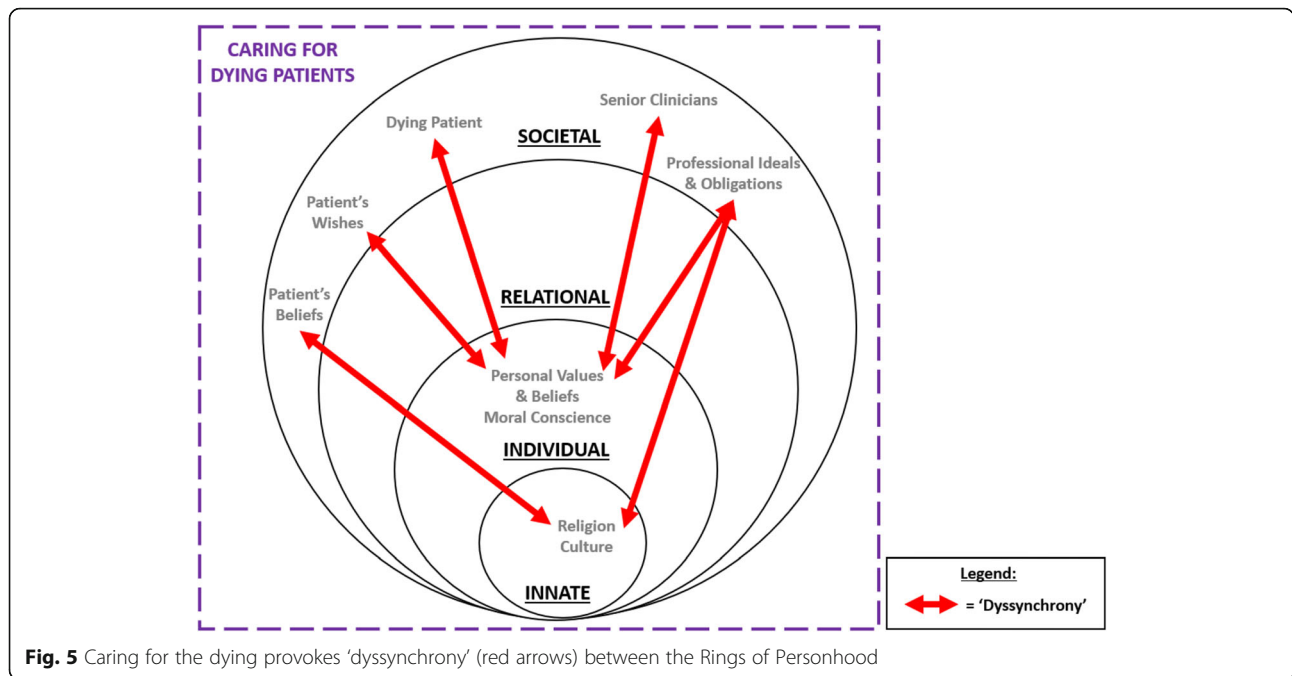 CARING FOR
DYING PATIENTS
Senior Clinicians
Dying Patient
SOCIETAL
Professional Ideals
& Obligations
Patient's
Wishes
RELATIONAL
Patient's
Beliefs
Personal Values
& Beliefs
Moral Conscience
INDIVIDUAL
Religion
Culture
INNATE
Legend:
= 'Dyssynchrony'
Fig. 5 Caring for the dying provokes 'dyssynchrony' (red arrows) between the Rings of Personhood